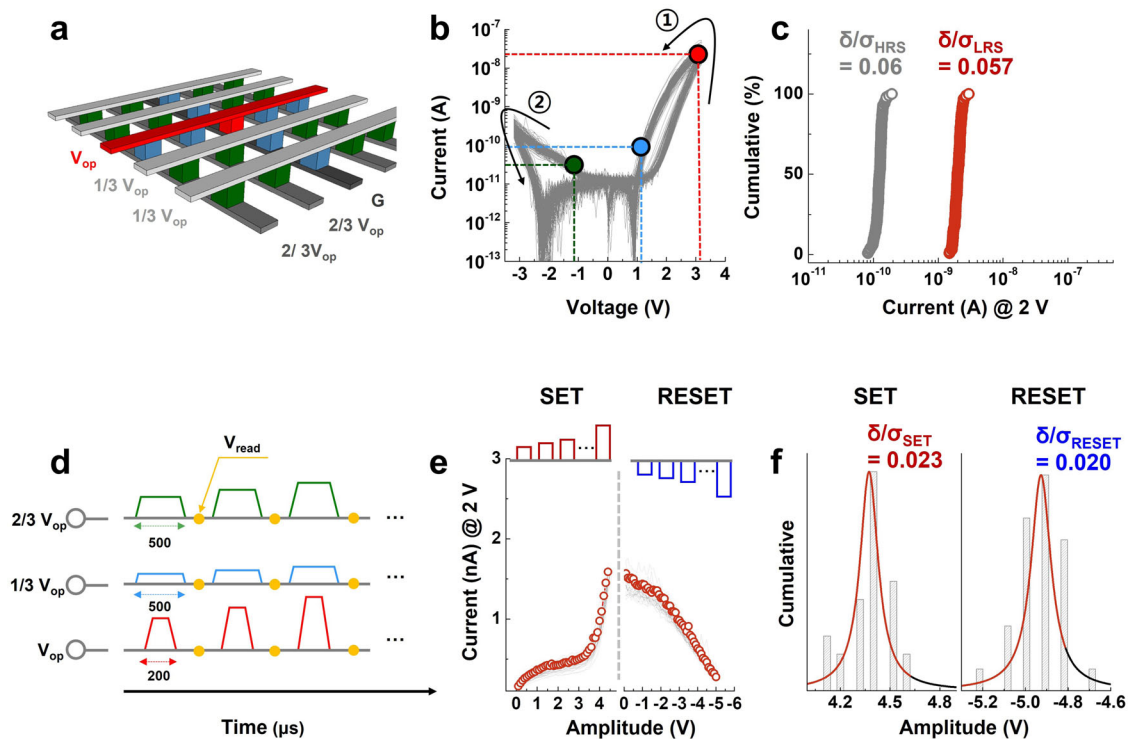 a
V_op
1/3 V_op
1/3 V_op
G
2/3 V_op
2/ 3V_op
b
①
②
Current (A)
10^-7
10^-8
10^-9
10^-10
10^-11
10^-12
10^-13
-3 -2 -1 0 1 2 3 4
Voltage (V)
c
δ/σ_HRS
= 0.06
δ/σ_LRS
= 0.057
Cumulative (%)
100
50
0
10^-11 10^-10 10^-9 10^-8 10^-7
Current (A) @ 2 V
d
V_read
2/3 V_op
500
...
1/3 V_op
500
...
V_op
200
...
Time (μs)
SET RESET
e
...
...
Current (nA) @ 2 V
3
2
1
0 1 2 3 4 0 -1 -2 -3 -4 -5 -6
Amplitude (V)
SET RESET
f
δ/σ_SET
= 0.023
δ/σ_RESET
= 0.020
Cumulative
4.2 4.5 4.8 -5.2 -5.0 -4.8 -4.6
Amplitude (V)